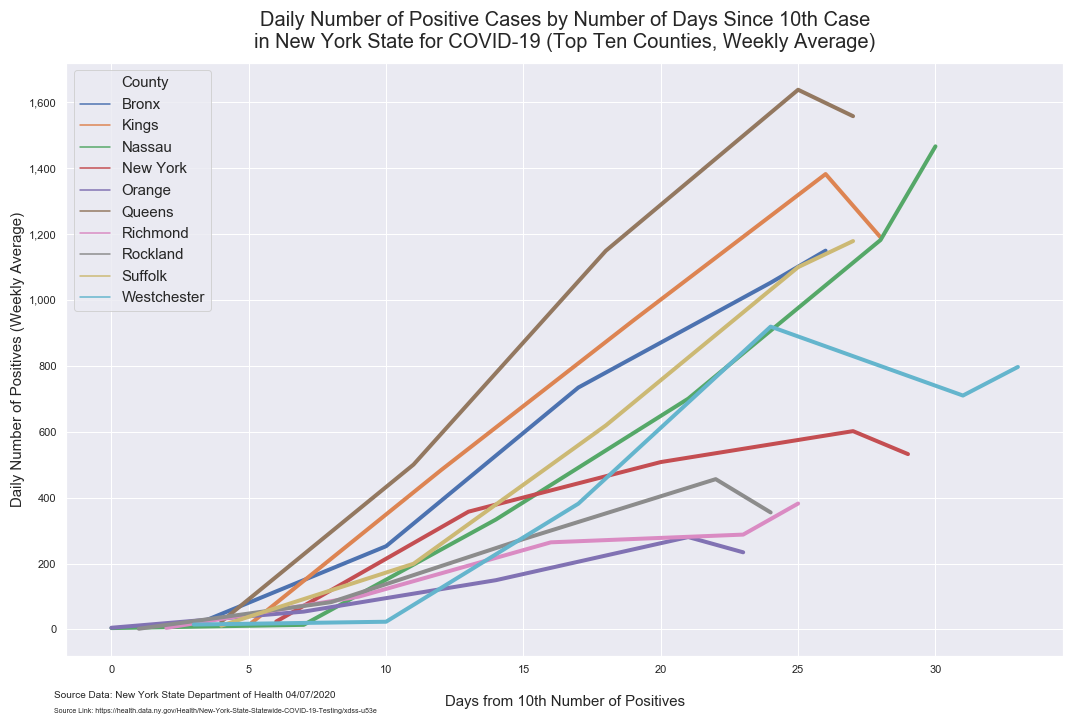 Daily Number of Positive Cases by Number of Days Since 10th Case
in New York State for COVID-19 (Top Ten Counties, Weekly Average)
County
Bronx
Kings
Nassau
New York
Orange
Queens
Richmond
Rockland
Suffolk
Westchester
Daily Number of Positives (Weekly Average)
1,600
1,400
1,200
1,000
800
600
400
200
0
0 5 10 15 20 25 30
Days from 10th Number of Positives
Source Data: New York State Department of Health 04/07/2020
Source Link: https://health.data.ny.gov/Health/New-York-State-Statewide-COVID-19-Testing/xdss-u53e